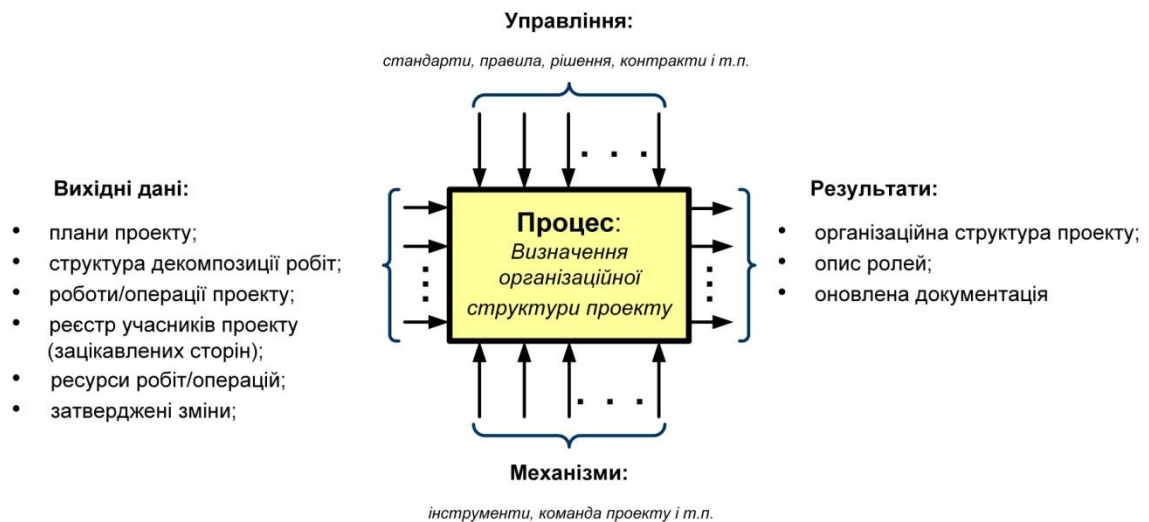 Управління:
стандарти, правила, рішення, контракти і т.п.
Вихідні дані:
• плани проекту;
• структура декомпозиції робіт;
• роботи/операції проекту;
• реєстр учасників проекту
(зацікавлених сторін);
• ресурси робіт/операцій;
• затверджені зміни;
Процес:
Визначення
організаційної
структури проекту
Результати:
• організаційна структура проекту;
• опис ролей;
• оновлена документація
Механізми:
інструменти, команда проекту і т.п.